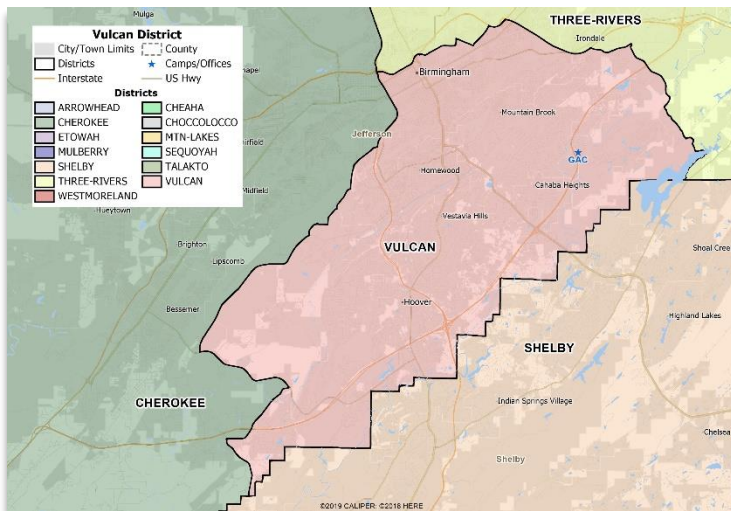 Mulga
THREE-RIVERS
Irondale
Vulcan District
City/Town Limits County
Districts Camps/Offices
Interstate US Hwy
Districts
ARROWHEAD CHEAHA
CHEROKEE CHOCCOLOCCO
ETOWAH MTN-LAKES
MULBERRY SEQUOYAH
SHELBY TALAKTO
THREE-RIVERS VULCAN
WESTMORELAND
Birmingham
Mountain Brook
Jefferson
GAC
Homewood
Cahaba Heights
Midfield
Hueytown
Vestavia Hills
Brighton
VULCAN
Shoal Cree
Lipscomb
Hoover
Bessemer
Highland Lakes
SHELBY
CHEROKEE
Indian Springs Village
Chelsea
Shelby
©2019 CALIPER; ©2018 HERE